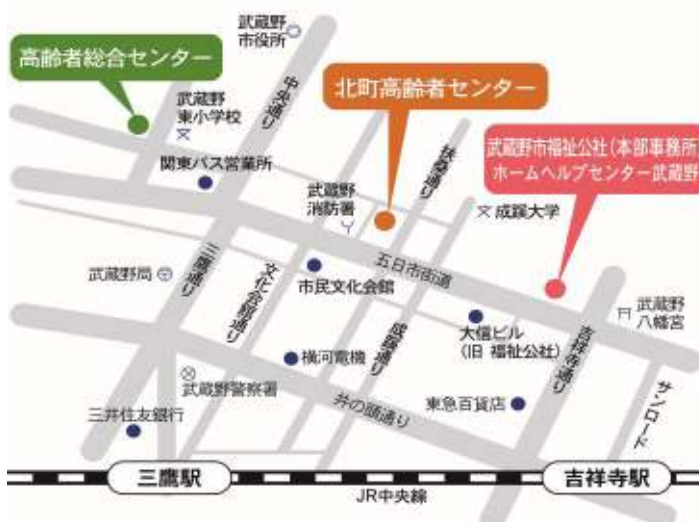 武蔵野
市役所
高齢者総合センター
中央通り
武蔵野
東小学校
北町高齢者センター
扶桑通り
武蔵野市福祉公社(本部事務所)
ホームヘルプセンター武蔵野
関東バス営業所
武蔵野
消防署
成蹊大学
三鷹通り
五日市街道
武蔵野局
文化会館通り
市民文化会館
武蔵野
八幡宮
大信ビル
(旧 福祉公社)
吉祥寺通り
成蹊通り
横河電機
武蔵野警察署
井の頭通り
東急百貨店
サンロード
三井住友銀行
三鷹駅
吉祥寺駅
JR中央線